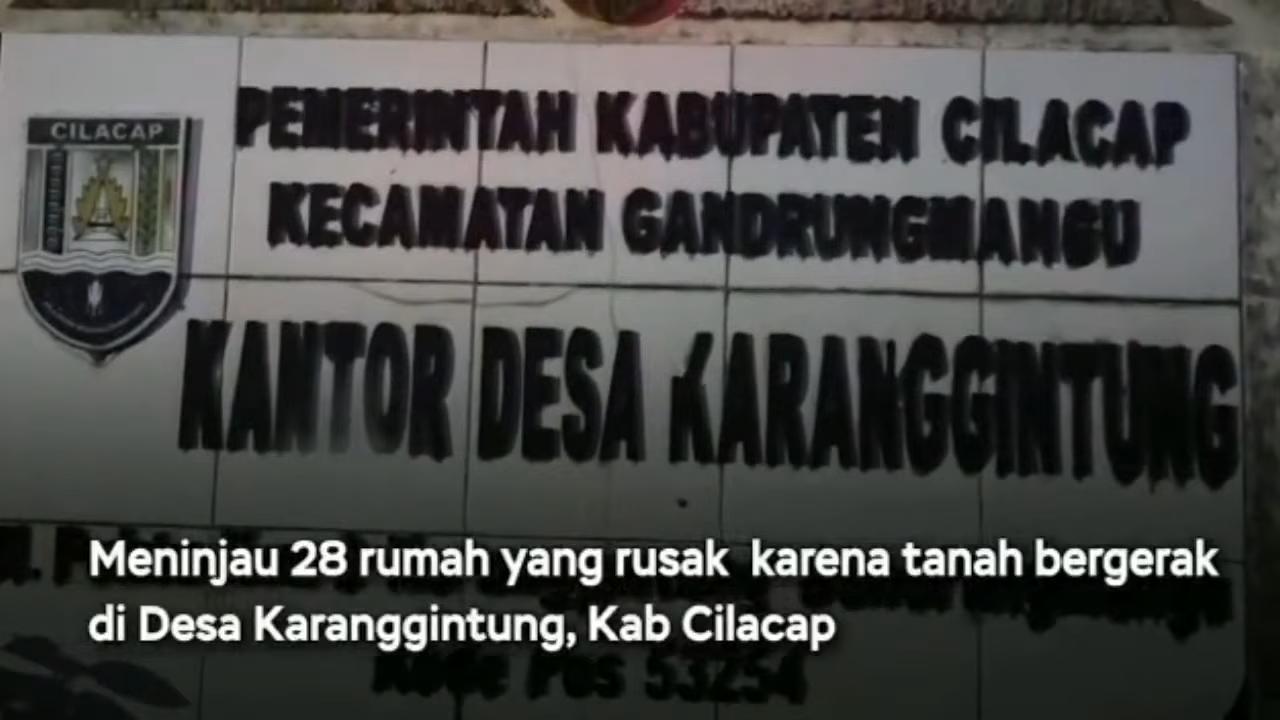 CILACAP
PEMERINTAH KABUPATEN CILACAP
KECAMATAN GANDRUNGMANGU
KANTOR DESA KARANGGINTUNG
Meninjau 28 rumah yang rusak karena tanah bergerak
di Desa Karanggintung, Kab Cilacap
Kode Pos 53254